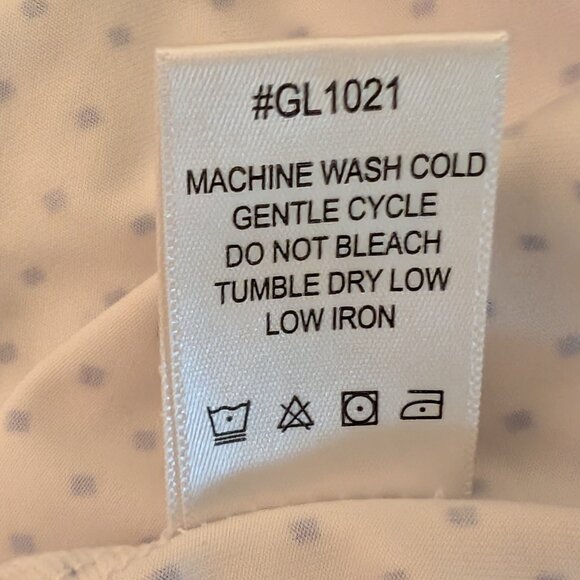 #GL1021
MACHINE WASH COLD
GENTLE CYCLE
DO NOT BLEACH
TUMBLE DRY LOW
LOW IRON